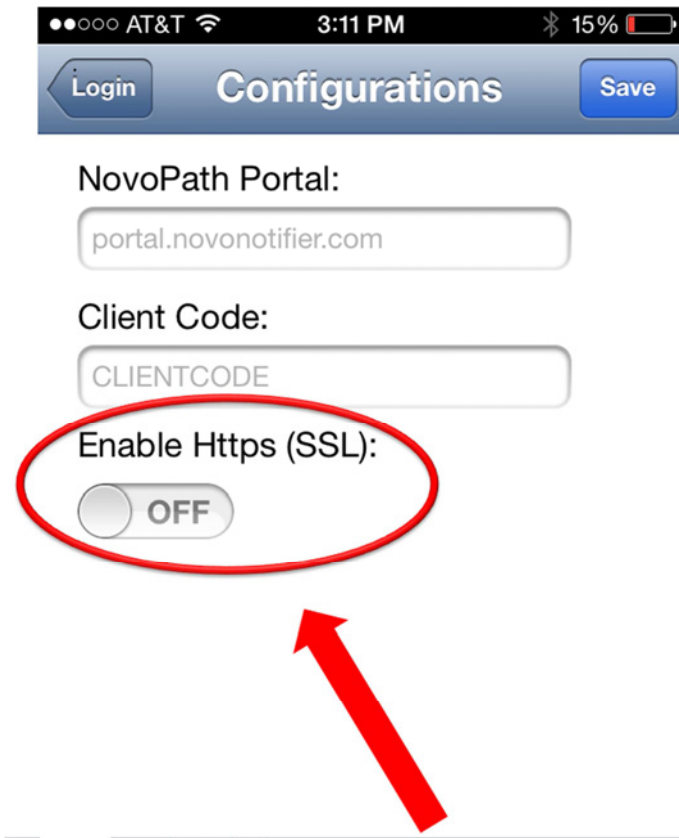 AT&T 3:11 PM 15%
Login Configurations Save
NovoPath Portal:
portal.novonotifier.com
Client Code:
CLIENTCODE
Enable Https (SSL):
OFF